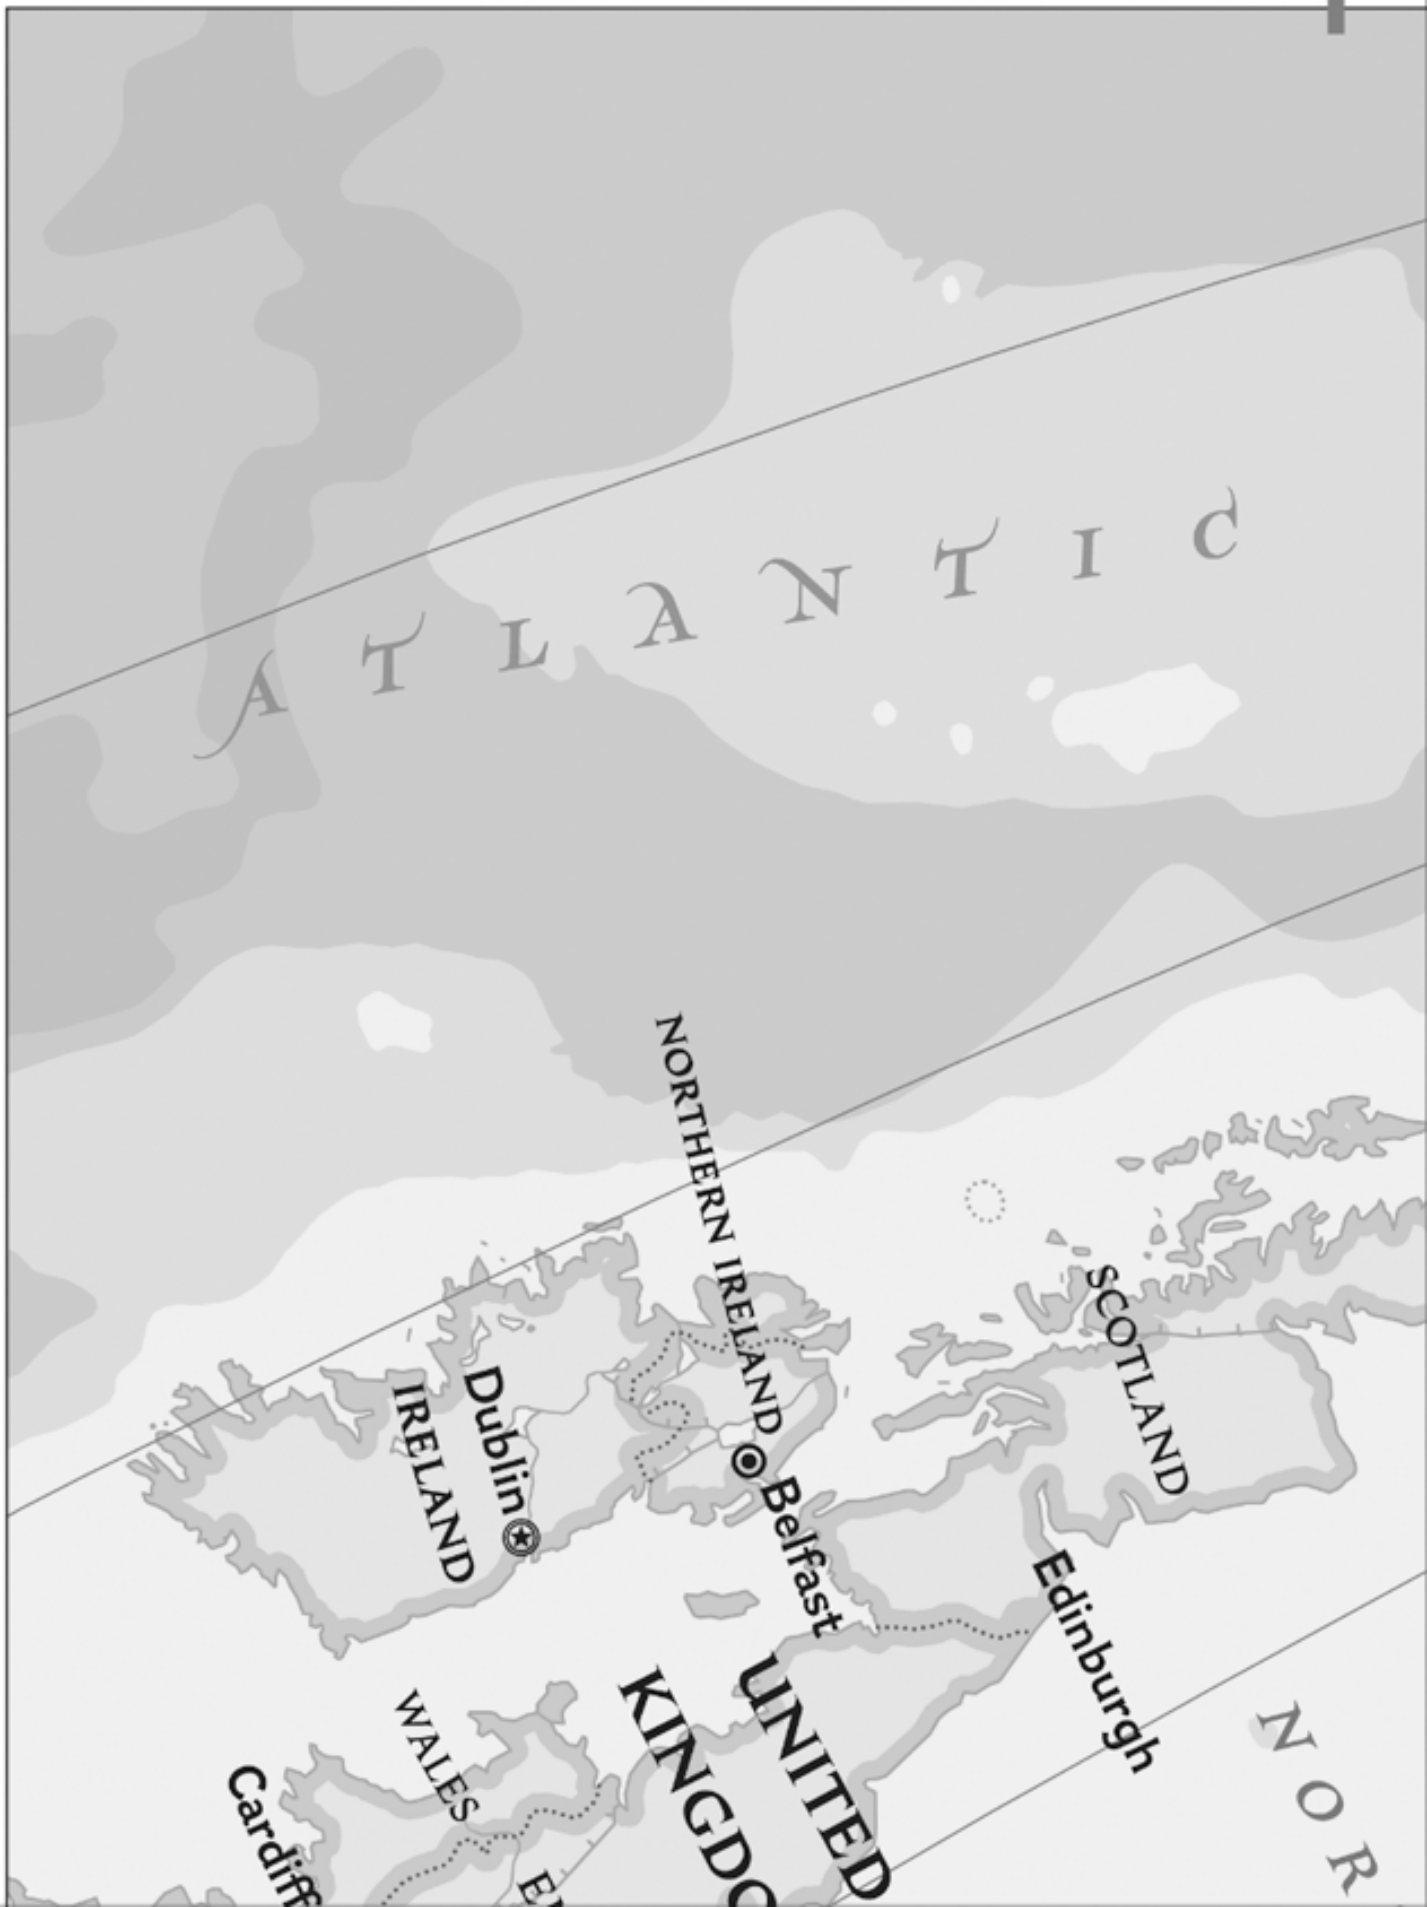 ATLANTIC
NORTHERN IRELAND
SCOTLAND
Dublin
IRELAND
Belfast
Edinburgh
UNITED
KINGDO
WALES
Cardiff
NOR